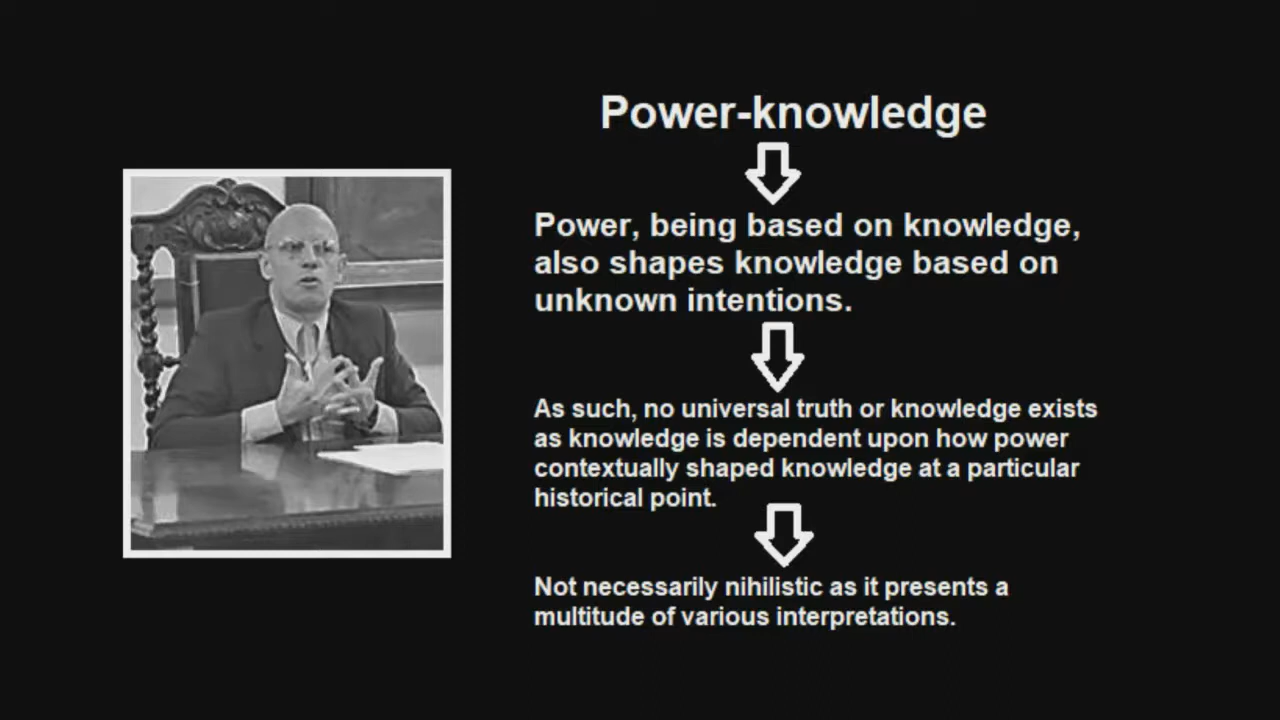 Power-knowledge
Power, being based on knowledge,
also shapes knowledge based on
unknown intentions.
As such, no universal truth or knowledge exists
as knowledge is dependent upon how power
contextually shaped knowledge at a particular
historical point.
Not necessarily nihilistic as it presents a
multitude of various interpretations.